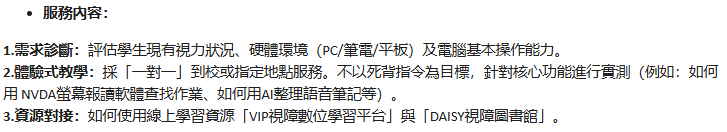 • 服務內容：
1.需求診斷：評估學生現有視力狀況、硬體環境（PC/筆電/平板）及電腦基本操作能力。
2.體驗式教學：採「一對一」到校或指定地點服務。不以死背指令為目標，針對核心功能進行實測（例如：如何
用 NVDA螢幕報讀軟體查找作業、如何用AI整理語音筆記等）。
3.資源對接：如何使用線上學習資源「VIP視障數位學習平台」與「DAISY視障圖書館」。